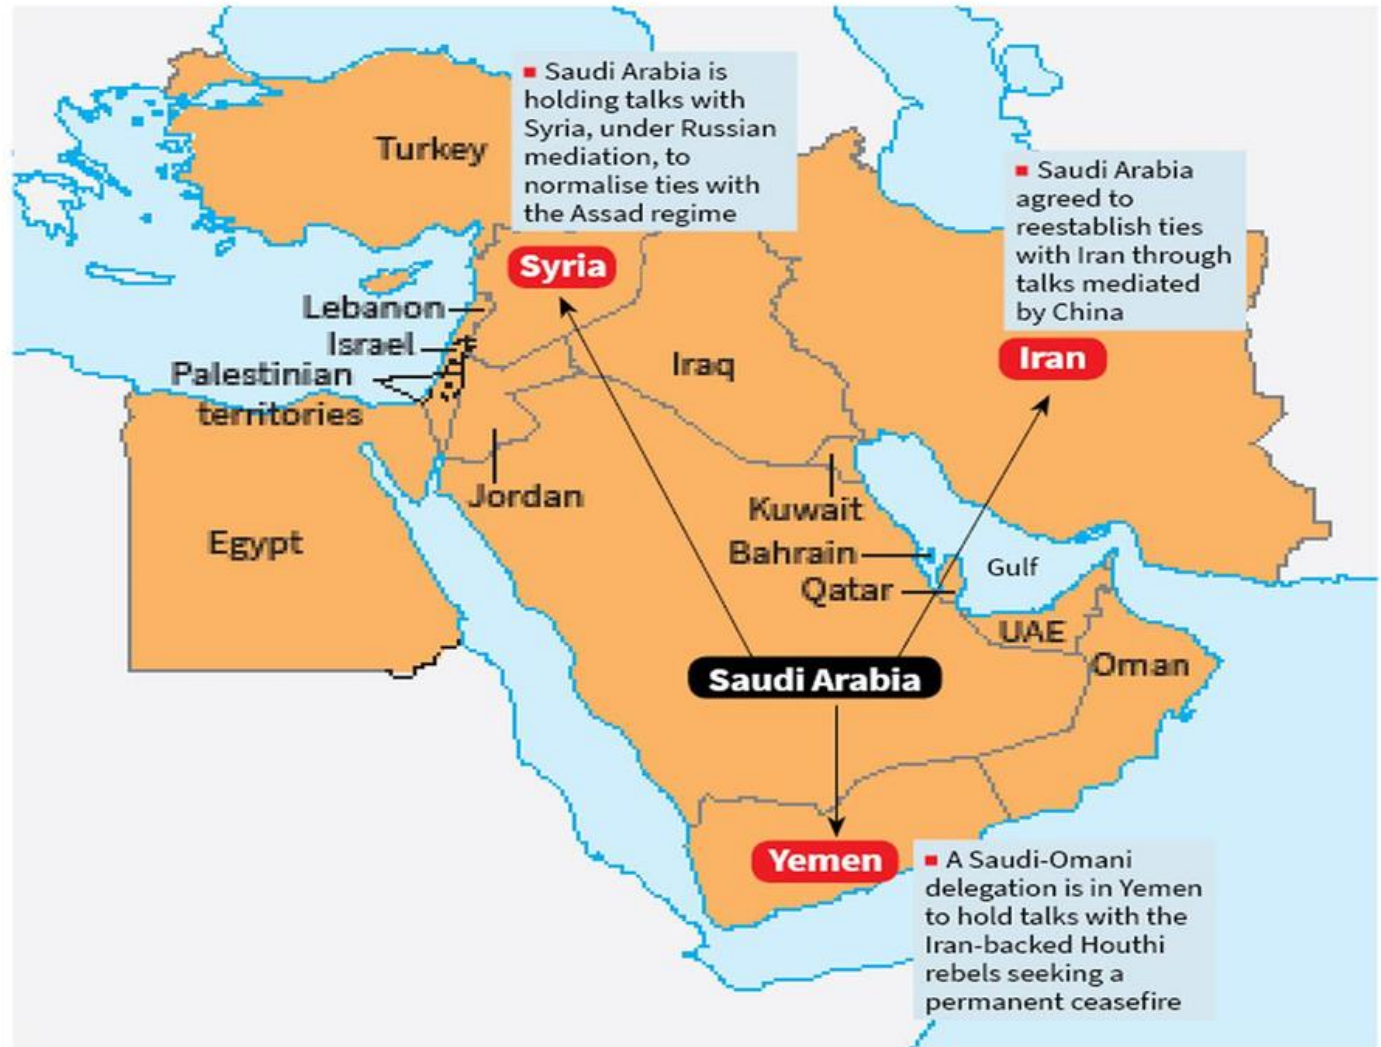 ■ Saudi Arabia is
holding talks with
Syria, under Russian
mediation, to
normalise ties with
the Assad regime
Turkey
■ Saudi Arabia
agreed to
reestablish ties
with Iran through
talks mediated
by China
Syria
Lebanon
Israel
Palestinian
territories
Iraq
Iran
Jordan
Kuwait
Egypt
Bahrain
Gulf
Qatar
UAE
Oman
Saudi Arabia
Yemen
■ A Saudi-Omani
delegation is in Yemen
to hold talks with the
Iran-backed Houthi
rebels seeking a
permanent ceasefire